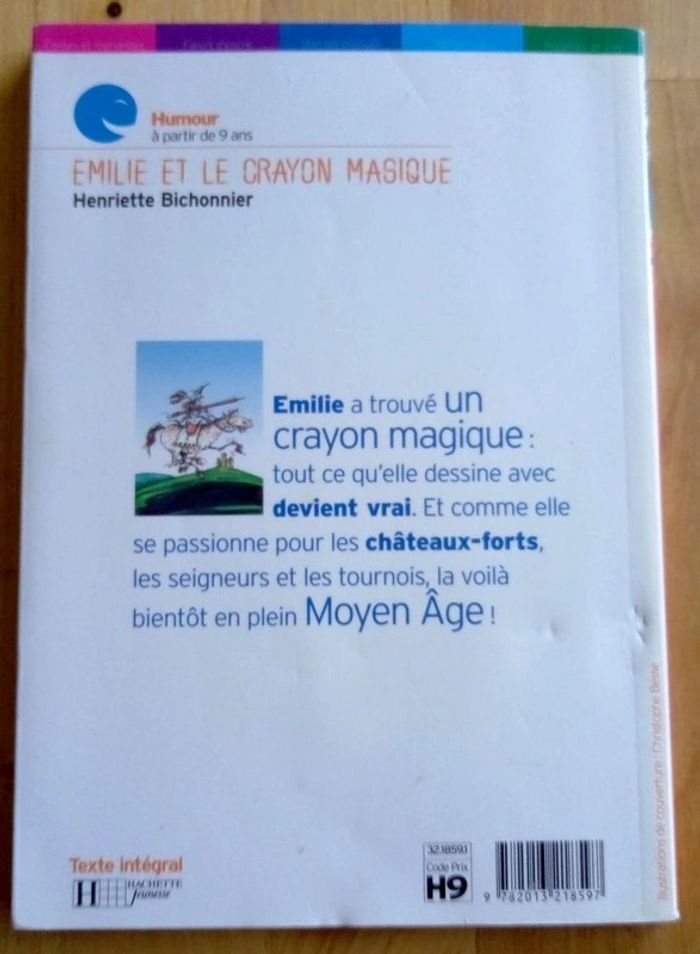 Humour
à partir de 9 ans
EMILIE ET LE CRAYON MAGIQUE
Henriette Bichonnier
Emilie a trouvé un
crayon magique :
tout ce qu'elle dessine avec
devient vrai. Et comme elle
se passionne pour les châteaux-forts,
les seigneurs et les tournois, la voilà
bientôt en plein Moyen Âge !
Illustrations de couverture : Christophe Besse
Texte intégral
HACHETTE
Jeunesse
32.1859.1
Code Prix
H9
9 782013 218597